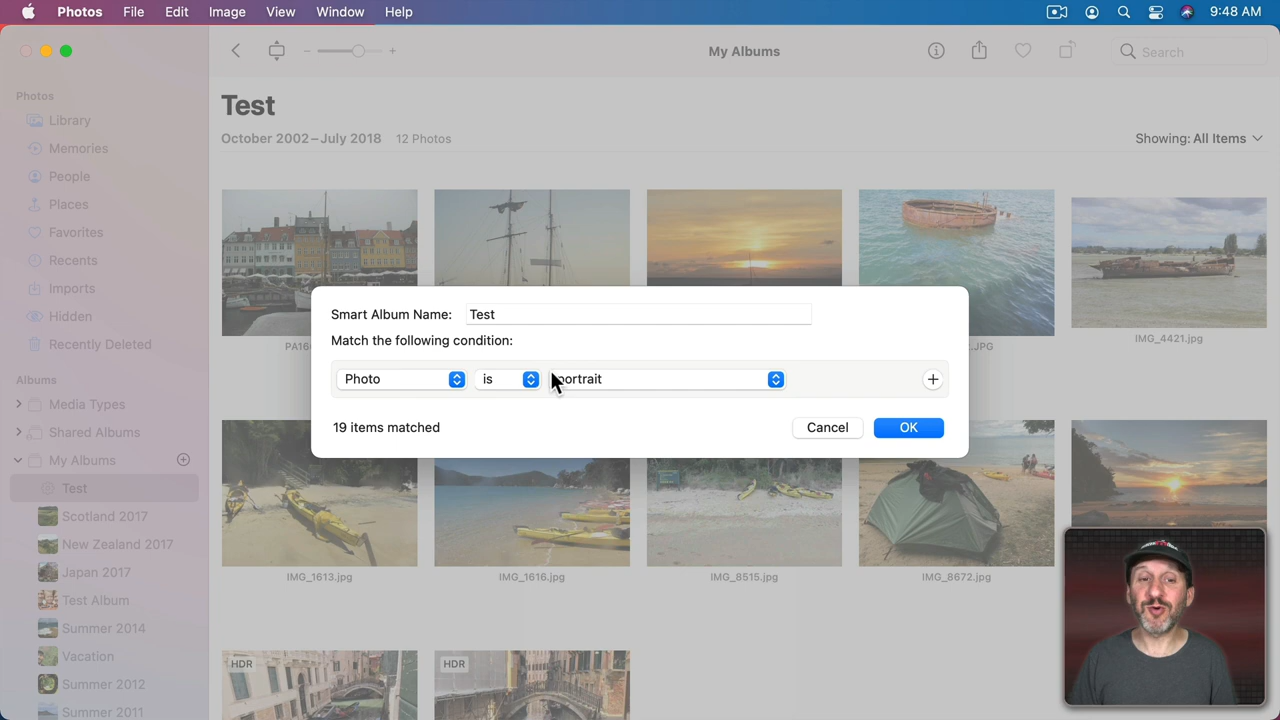 Photos File Edit Image View Window Help 9:48 AM
My Albums
Search
Photos
Library
Memories
People
Places
Favorites
Recents
Imports
Hidden
Recently Deleted
Albums
Media Types
Shared Albums
My Albums
Test
Scotland 2017
New Zealand 2017
Japan 2017
Test Album
Summer 2014
Vacation
Summer 2012
Summer 2011
Test
October 2002–July 2018 12 Photos
Showing: All Items
IMG_4421.jpg
Smart Album Name: Test
Match the following condition:
Photo is portrait
19 items matched
Cancel OK
IMG_1613.jpg
IMG_1616.jpg
IMG_8515.jpg
IMG_8672.jpg
HDR
HDR